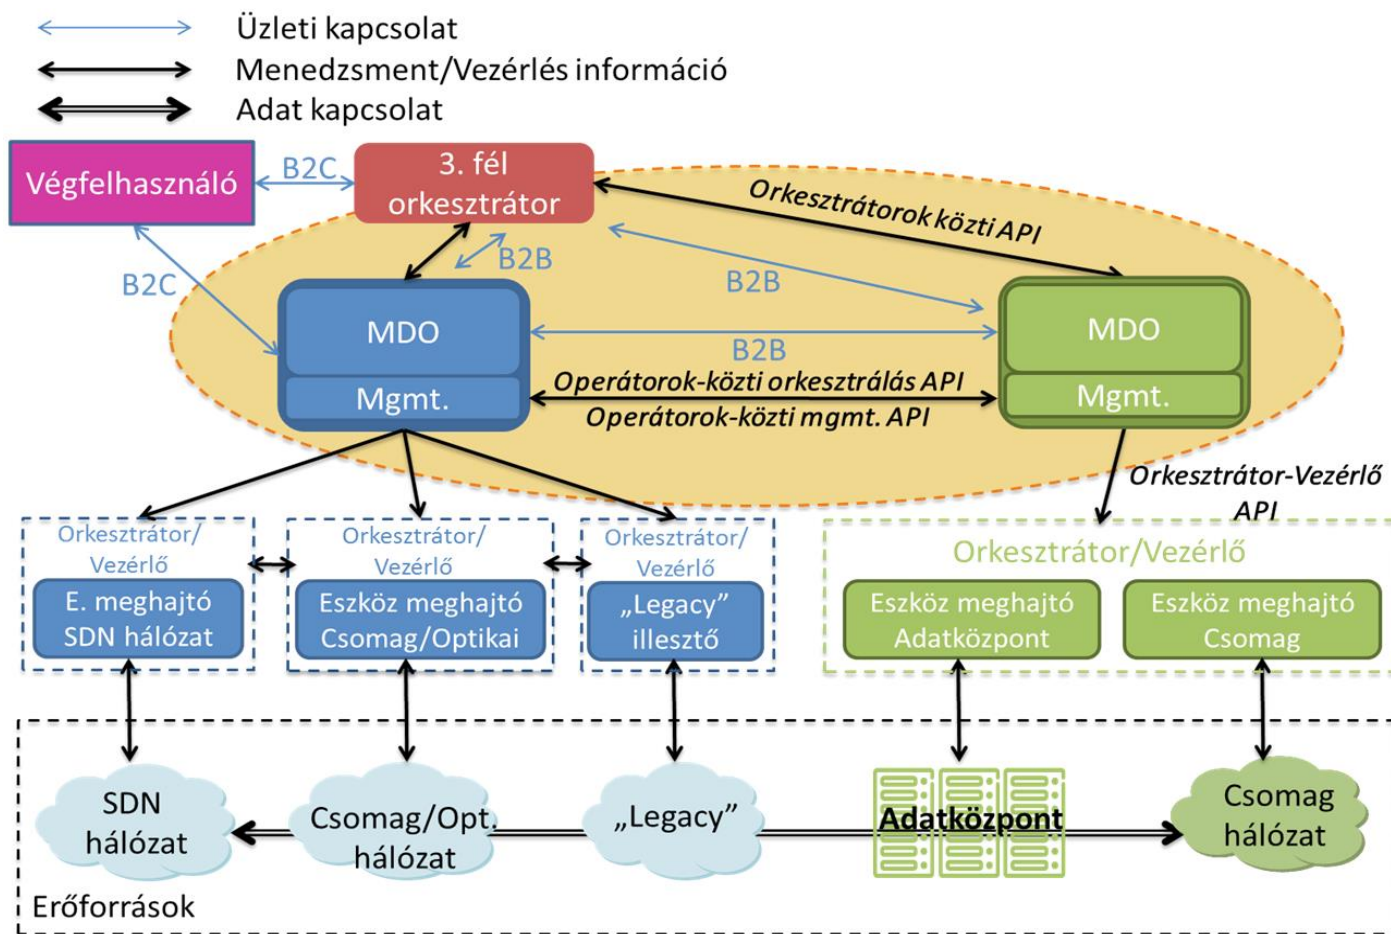 Üzleti kapcsolat
Menedzsment/Vezérlés információ
Adat kapcsolat
Végfelhasználó
B2C
3. fél
orkesztrátor
Orkesztrátorok közti API
B2C
B2B
B2B
MDO
Mgmt.
B2B
Operátorok-közti orkesztrálás API
Operátorok-közti mgmt. API
MDO
Mgmt.
Orkesztrátor-Vezérlő
API
Orkesztrátor/
Vezérlő
E. meghajtó
SDN hálózat
Orkesztrátor/
Vezérlő
Eszköz meghajtó
Csomag/Optikai
Orkesztrátor/
Vezérlő
„Legacy”
illesztő
Orkesztrátor/Vezérlő
Eszköz meghajtó
Adatközpont
Eszköz meghajtó
Csomag
SDN
hálózat
Csomag/Opt.
hálózat
„Legacy”
Adatközpont
Csomag
hálózat
Erőforrások